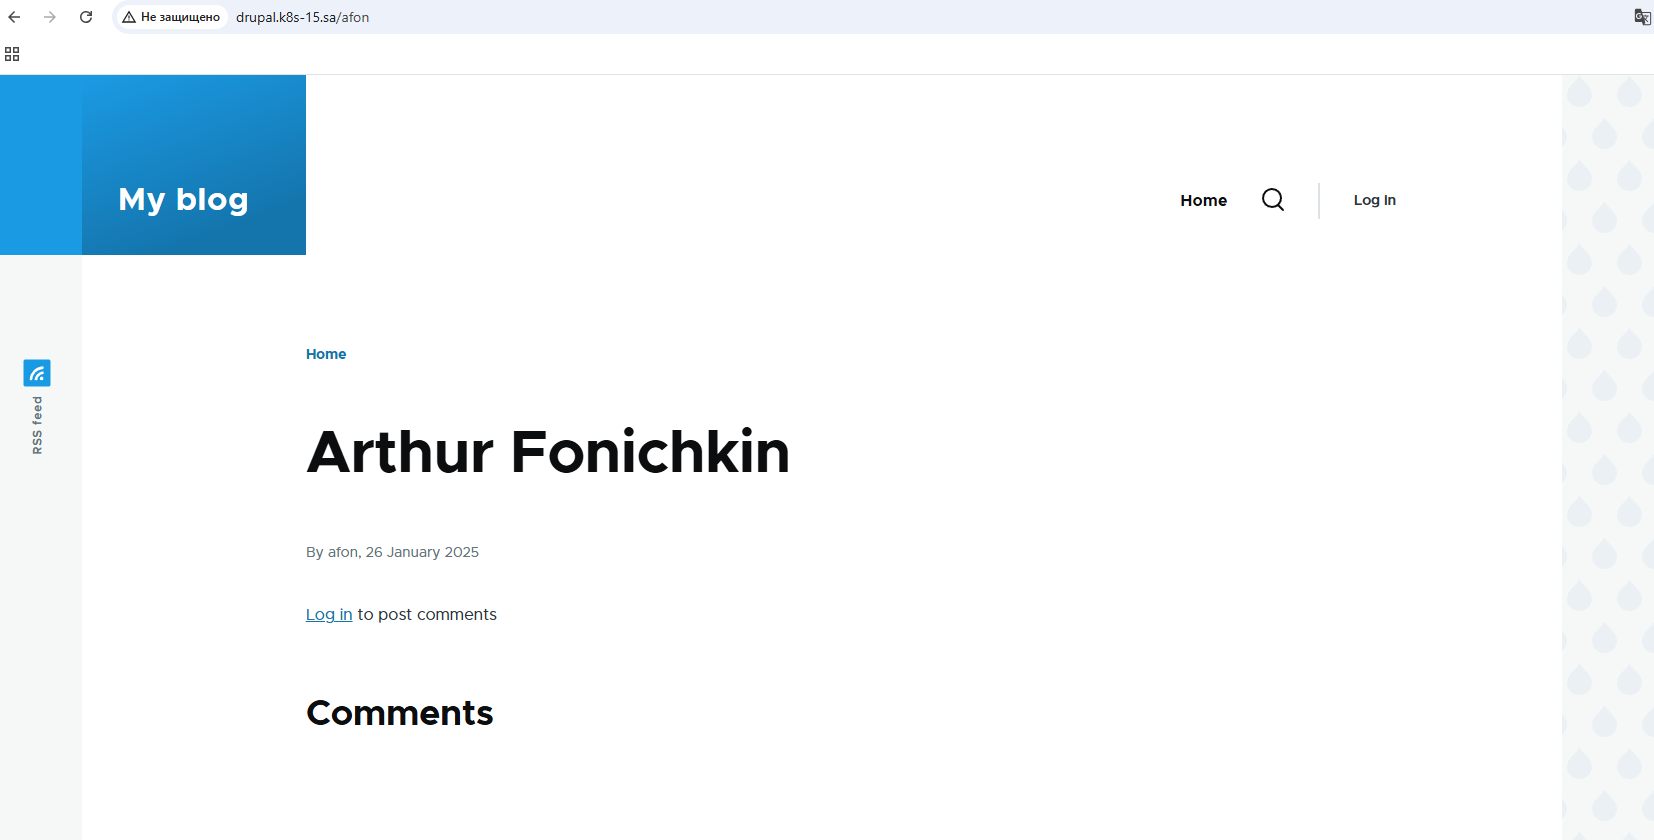 Не защищено
drupal.k8s-15.sa/afon
My blog
Home
Log in
RSS feed
Home
Arthur Fonichkin
By afon, 26 January 2025
Log in to post comments
Comments